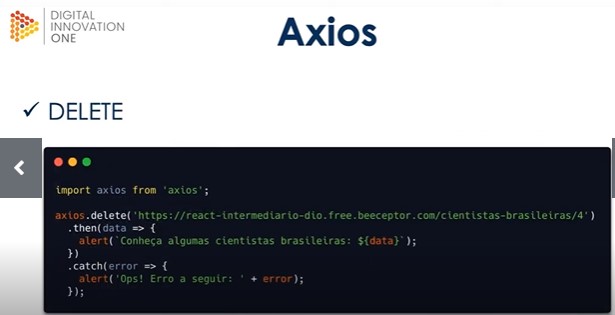 DIGITAL
INNOVATION
ONE
Axios
✓ DELETE
import axios from 'axios';
axios.delete('https://react-intermediario-dio.free.beeceptor.com/cientistas-brasileiras/4')
.then(data => {
alert(`Conheça algumas cientistas brasileiras: ${data}`);
})
.catch(error => {
alert('Ops! Erro a seguir: ' + error);
});